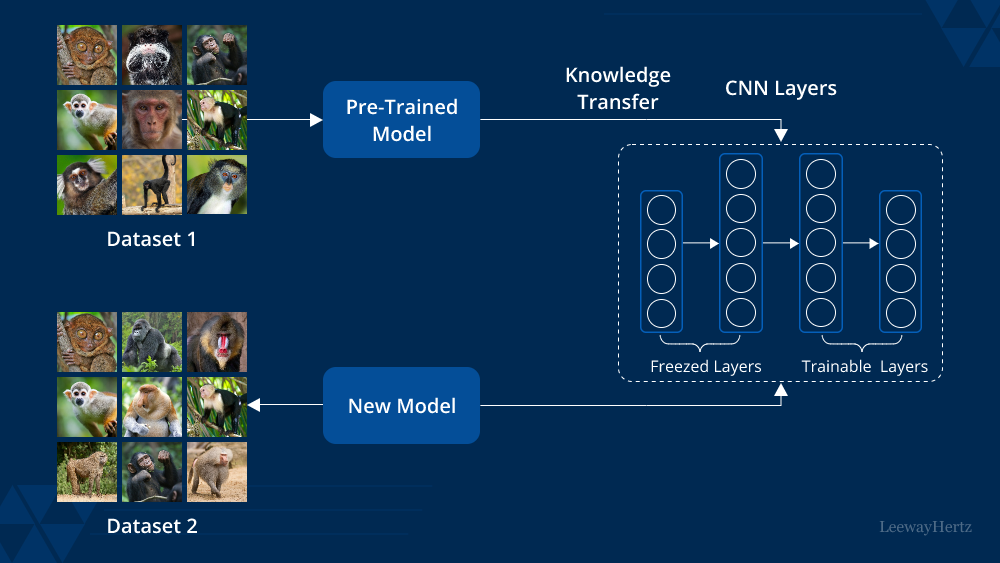 Knowledge
Transfer
CNN Layers
Pre-Trained
Model
Dataset 1
Freezed Layers
Trainable Layers
New Model
Dataset 2
LeewayHertz